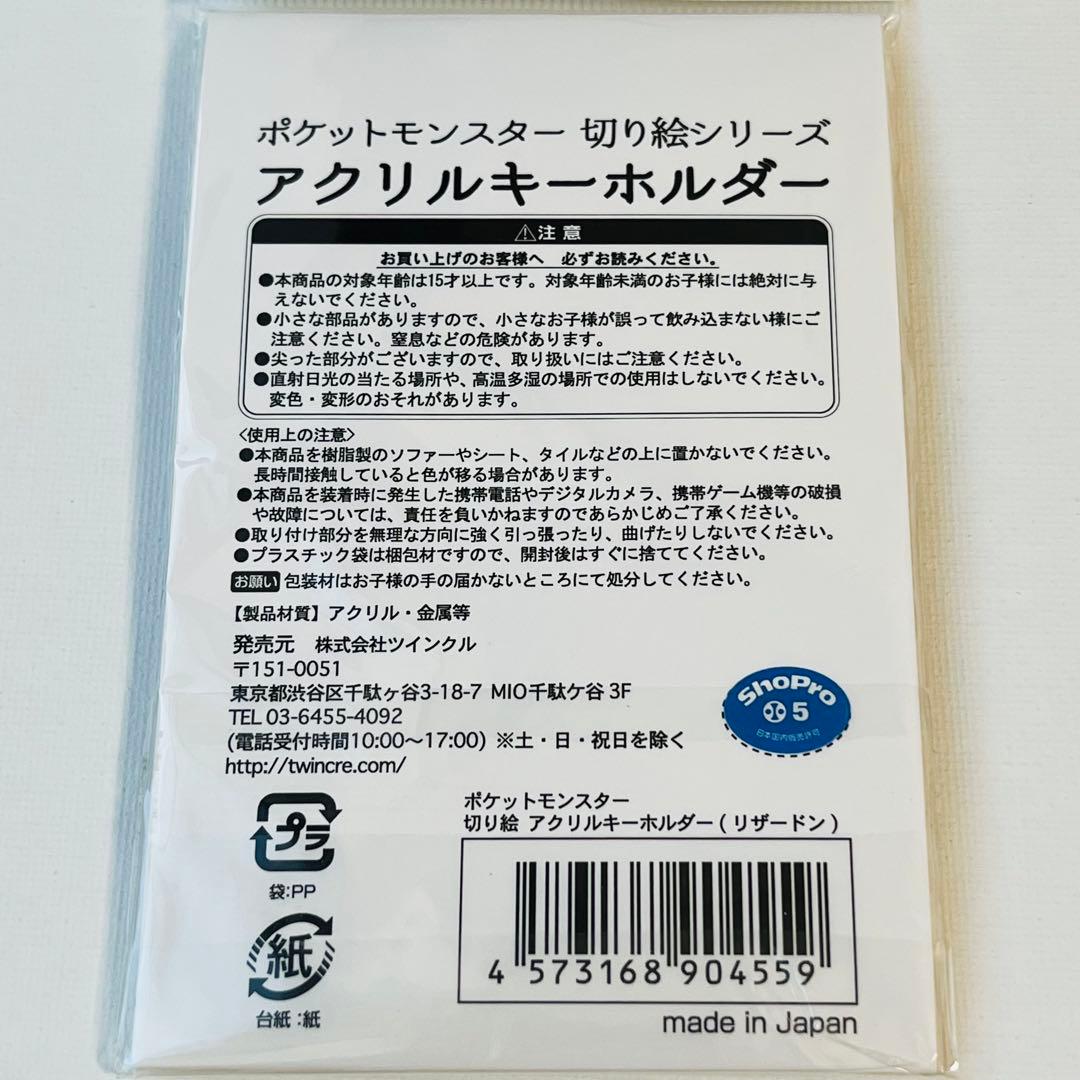 ポケットモンスター 切り絵シリーズ
アクリルキーホルダー
⚠注意
お買い上げのお客様へ 必ずお読みください。
●本商品の対象年齢は15才以上です。対象年齢未満のお子様には絶対に与
えないでください。
●小さな部品がありますので、小さなお子様が誤って飲み込まない様にご
注意ください。窒息などの危険があります。
●尖った部分がございますので、取り扱いにはご注意ください。
●直射日光の当たる場所や、高温多湿の場所での使用はしないでください。
変色・変形のおそれがあります。
〈使用上の注意〉
●本商品を樹脂製のソファーやシート、タイルなどの上に置かないでください。
長時間接触していると色が移る場合があります。
●本商品を装着時に発生した携帯電話やデジタルカメラ、携帯ゲーム機等の破損
や故障については、責任を負いかねますのであらかじめご了承ください。
●取り付け部分を無理な方向に強く引っ張ったり、曲げたりしないでください。
●プラスチック袋は梱包材ですので、開封後はすぐに捨ててください。
お願い 包装材はお子様の手の届かないところにて処分してください。
【製品材質】アクリル・金属等
発売元 株式会社ツインクル
〒151-0051
東京都渋谷区千駄ヶ谷3-18-7 MIO千駄ケ谷 3F
TEL 03-6455-4092
(電話受付時間10:00〜17:00) ※土・日・祝日を除く
http://twincre.com/
ShoPro
5
日本国内販売許可
プラ
袋:PP
紙
台紙:紙
ポケットモンスター
切り絵 アクリルキーホルダー(リザードン)
4 573168 904559
made in Japan